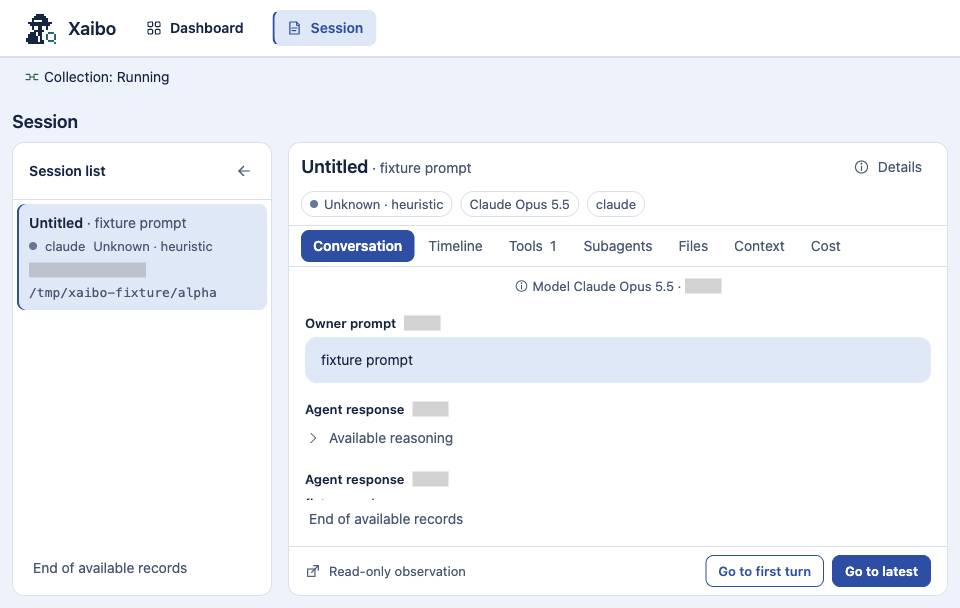 Xaibo
Dashboard
Session
Collection: Running
Session
Session list
Untitled · fixture prompt
claude Unknown · heuristic
/tmp/xaibo-fixture/alpha
End of available records
Untitled · fixture prompt
Details
Unknown · heuristic
Claude Opus 5.5
claude
Conversation
Timeline
Tools 1
Subagents
Files
Context
Cost
Model Claude Opus 5.5 ·
Owner prompt
fixture prompt
Agent response
Available reasoning
Agent response
End of available records
Read-only observation
Go to first turn
Go to latest